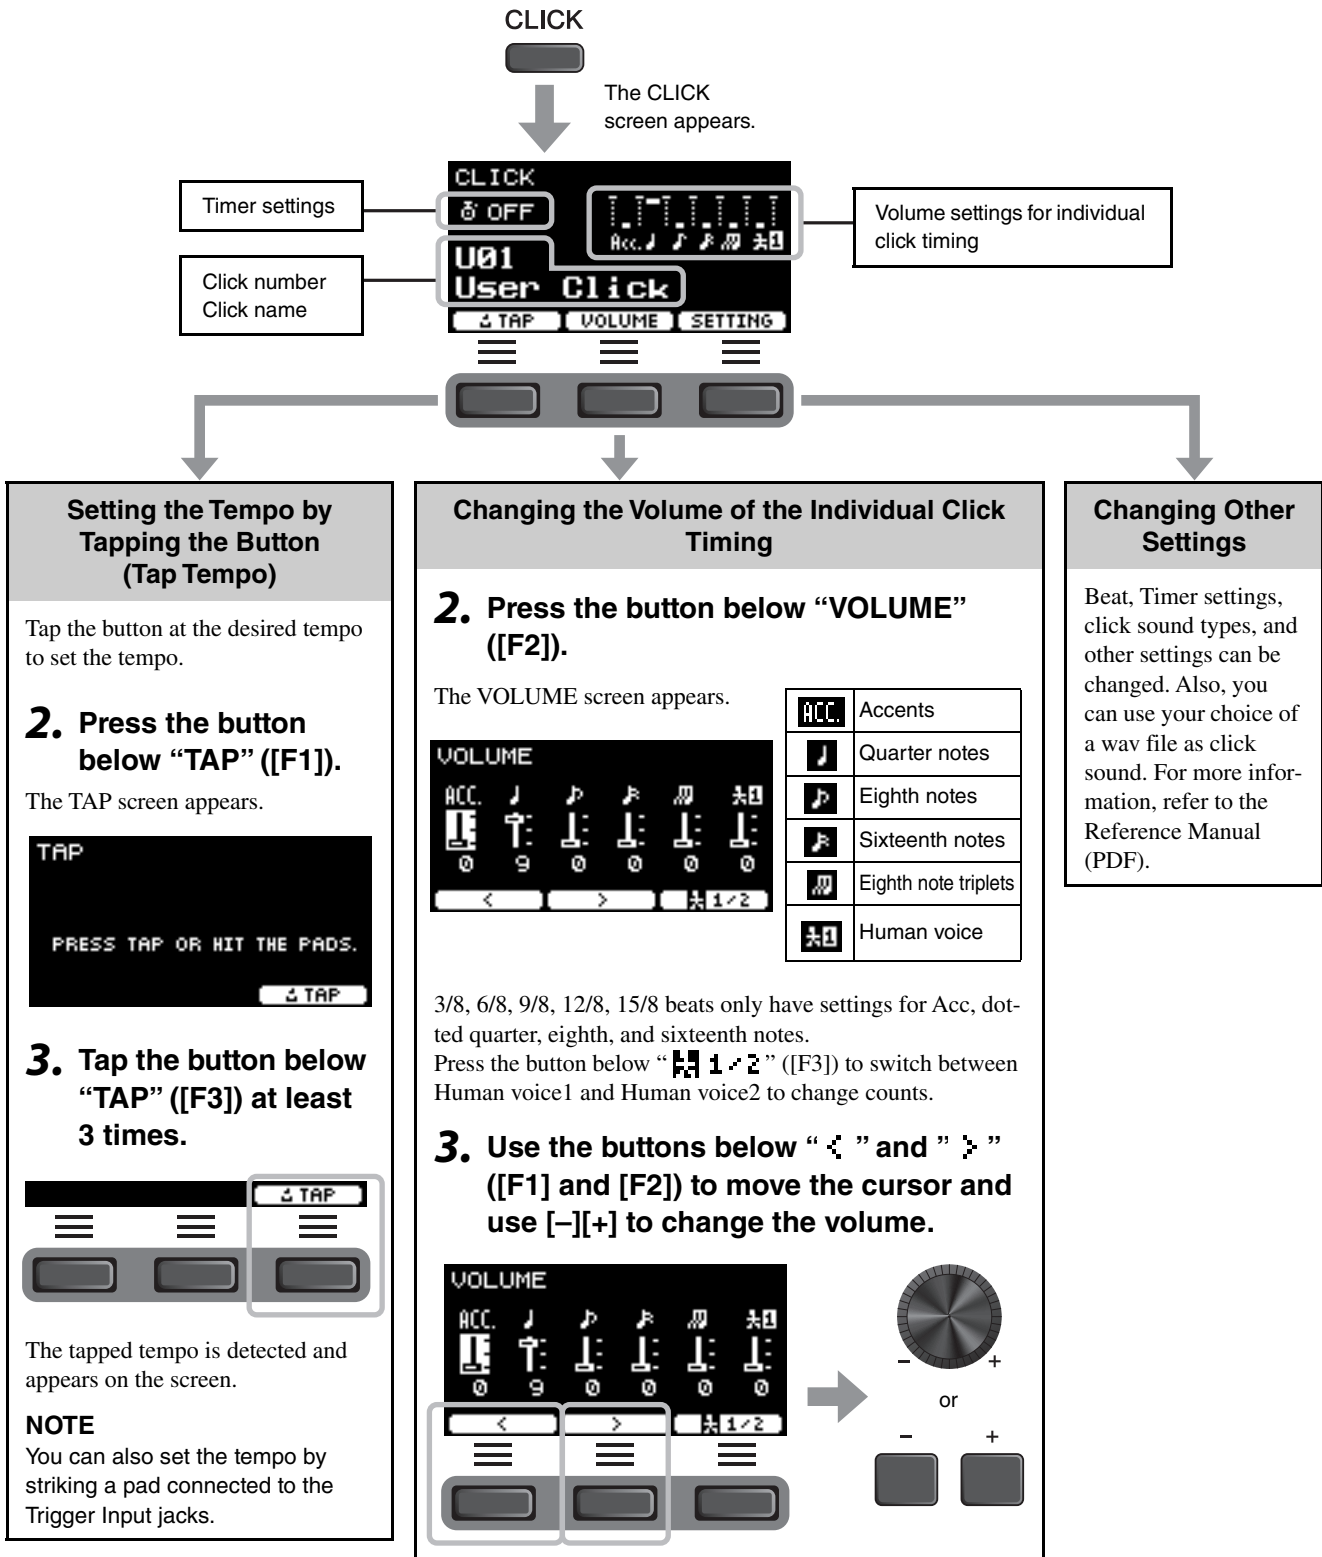 CLICK
The CLICK
screen appears.
Timer settings
Click number
Click name
CLICK
OFF
Acc.
1
U01
User Click
TAP
VOLUME
SETTING
Volume settings for individual
click timing
Setting the Tempo by
Tapping the Button
(Tap Tempo)
Tap the button at the desired tempo
to set the tempo.
2. Press the button
below “TAP” ([F1]).
The TAP screen appears.
TAP
PRESS TAP OR HIT THE PADS.
TAP
3. Tap the button below
“TAP” ([F3]) at least
3 times.
TAP
The tapped tempo is detected and
appears on the screen.
NOTE
You can also set the tempo by
striking a pad connected to the
Trigger Input jacks.
Changing the Volume of the Individual Click
Timing
2. Press the button below “VOLUME”
([F2]).
The VOLUME screen appears.
VOLUME
ACC. 1
0 9 0 0 0 0
< > 1/2
ACC. Accents
Quarter notes
Eighth notes
Sixteenth notes
Eighth note triplets
1 Human voice
3/8, 6/8, 9/8, 12/8, 15/8 beats only have settings for Acc, dot-
ted quarter, eighth, and sixteenth notes.
Press the button below “ 1/2 ” ([F3]) to switch between
Human voice1 and Human voice2 to change counts.
3. Use the buttons below “ < ” and ” > ”
([F1] and [F2]) to move the cursor and
use [–][+] to change the volume.
VOLUME
ACC. 1
0 9 0 0 0 0
< > 1/2
– +
or
– +
Changing Other
Settings
Beat, Timer settings,
click sound types, and
other settings can be
changed. Also, you
can use your choice of
a wav file as click
sound. For more infor-
mation, refer to the
Reference Manual
(PDF).